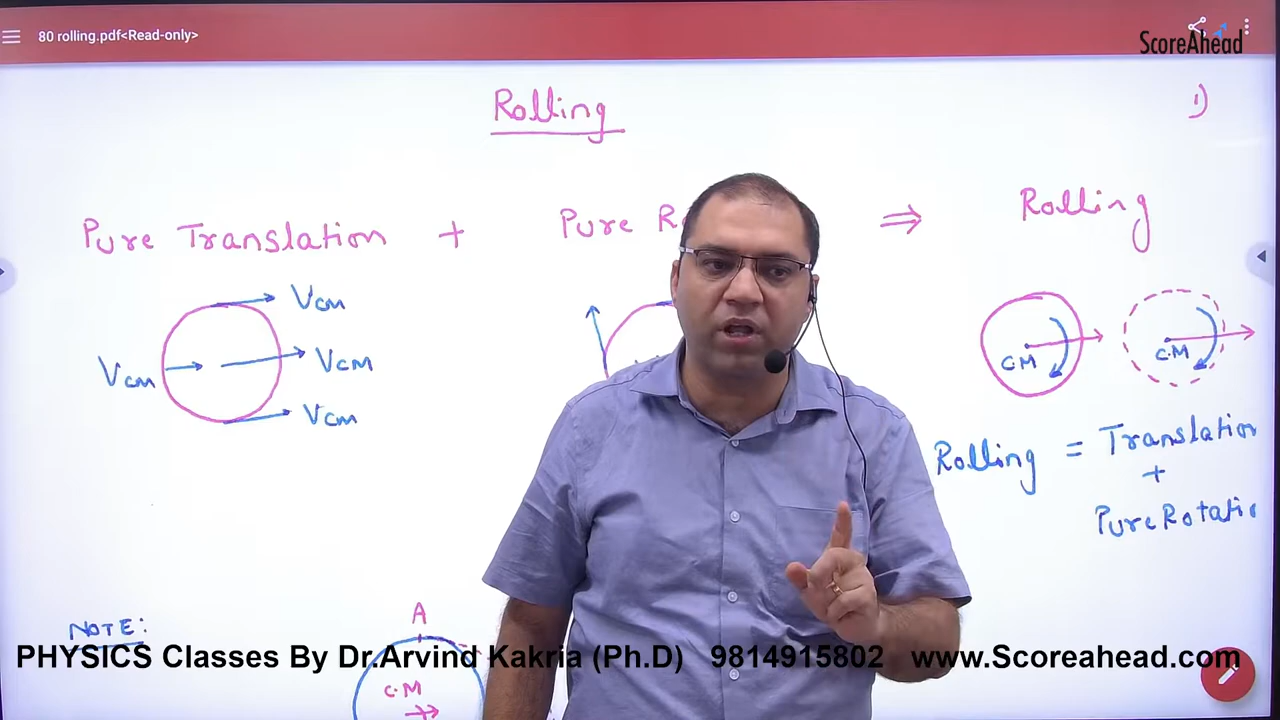 80 rolling.pdf<Read-only>
ScoreAhead
Rolling
1)
Pure Translation + Pure ⇒ Rolling
VCM
VCM
VCM
VCM
C.M
C.M
Rolling = Translation
+
Pure
NOTE:
A
C.M
PHYSICS Classes By Dr.Arvind Kakria (Ph.D) 9814915802 www.Scoreahead.com